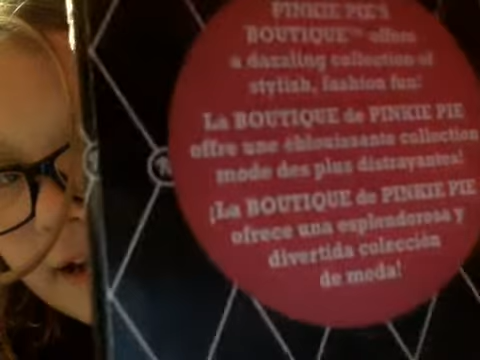 PINKIE PIE'S
BOUTIQUE™ offers
a dazzling collection of
stylish, fashion fun!
La BOUTIQUE de PINKIE PIE
offre une éblouissante collection
mode des plus distrayantes!
¡La BOUTIQUE de PINKIE PIE
ofrece una esplendorosa y
divertida colección
de moda!